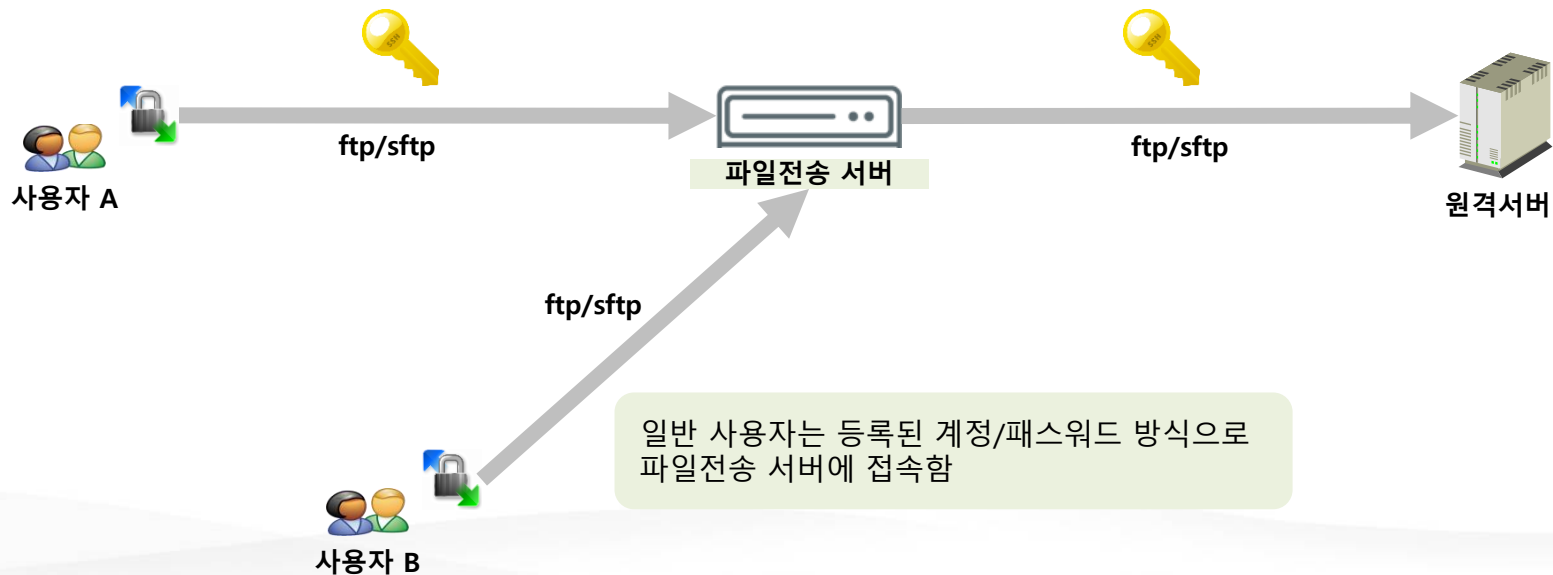 ftp/sftp
ftp/sftp
파일전송 서버
사용자 A
원격서버
ftp/sftp
일반 사용자는 등록된 계정/패스워드 방식으로
파일전송 서버에 접속함
사용자 B